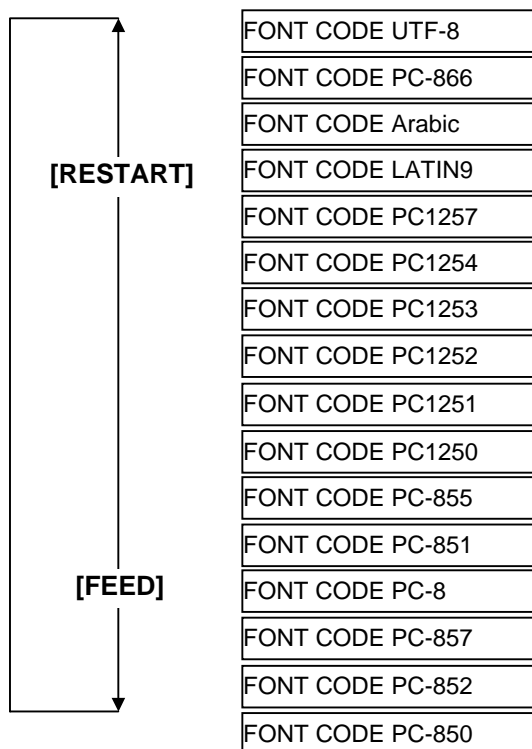 FONT CODE UTF-8
FONT CODE PC-866
FONT CODE Arabic
FONT CODE LATIN9
[RESTART]
FONT CODE PC1257
FONT CODE PC1254
FONT CODE PC1253
FONT CODE PC1252
FONT CODE PC1251
FONT CODE PC1250
FONT CODE PC-855
FONT CODE PC-851
[FEED]
FONT CODE PC-8
FONT CODE PC-857
FONT CODE PC-852
FONT CODE PC-850